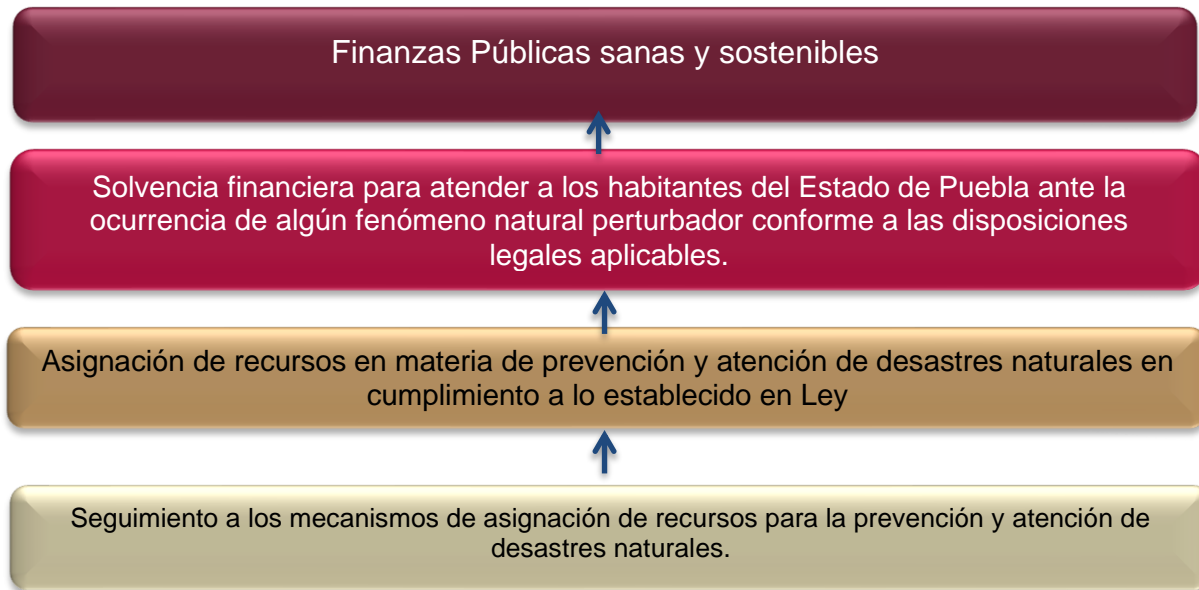 Finanzas Públicas sanas y sostenibles
Solvencia financiera para atender a los habitantes del Estado de Puebla ante la
ocurrencia de algún fenómeno natural perturbador conforme a las disposiciones
legales aplicables.
Asignación de recursos en materia de prevención y atención de desastres naturales en
cumplimiento a lo establecido en Ley
Seguimiento a los mecanismos de asignación de recursos para la prevención y atención de
desastres naturales.